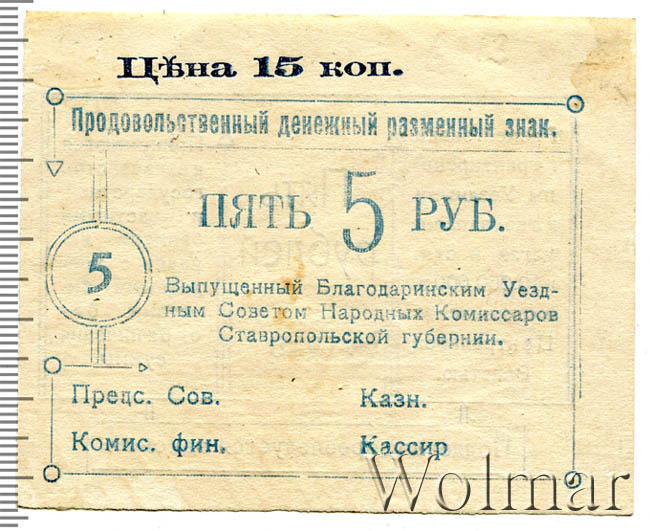 Цѣна 15 коп.
Продовольственный денежный разменный знак.
ПЯТЬ 5 РУБ.
5
Выпущенный Благодаринским Уезд-
ным Советом Народных Комиссаров
Ставропольской губернии.
Предс. Сов. Казн.
Комис. фин. Кассир
Wolmar